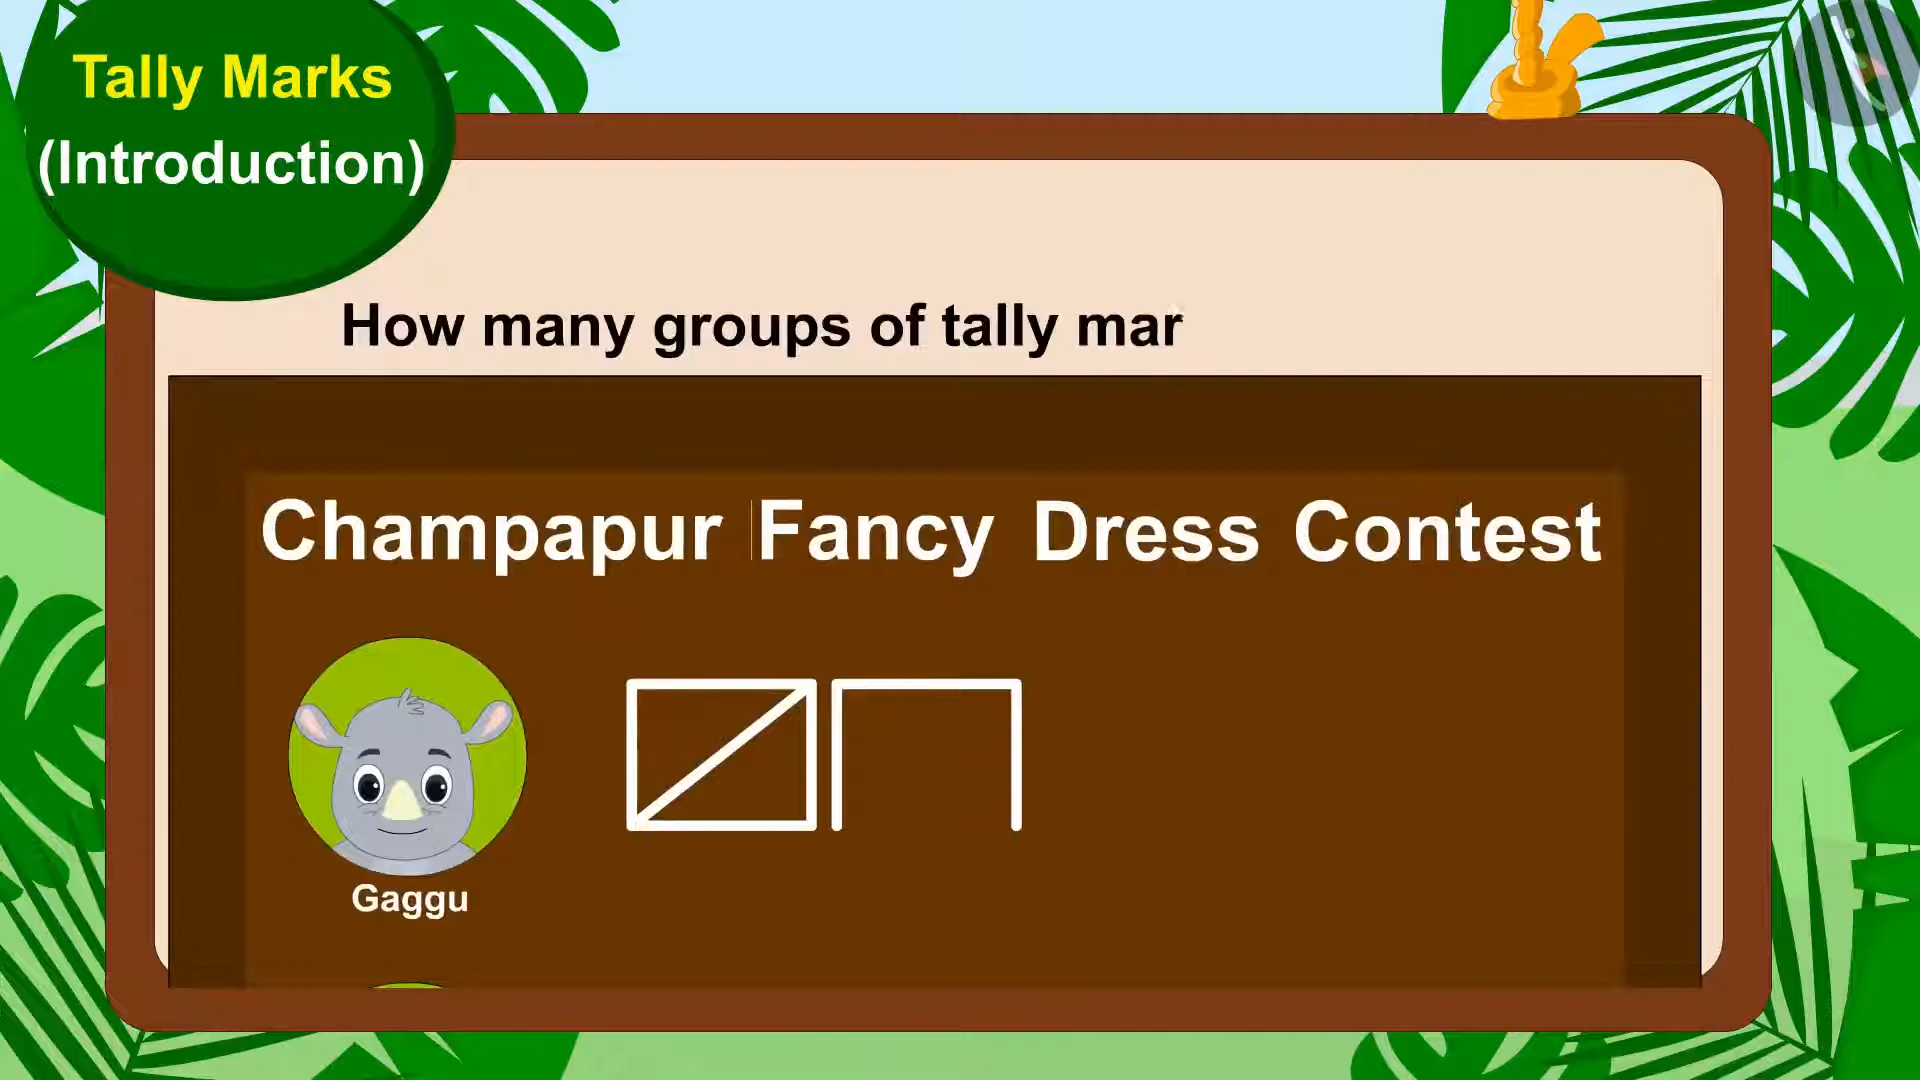 Tally Marks
(Introduction)
How many groups of tally mar
Champapur Fancy Dress Contest
Gaggu